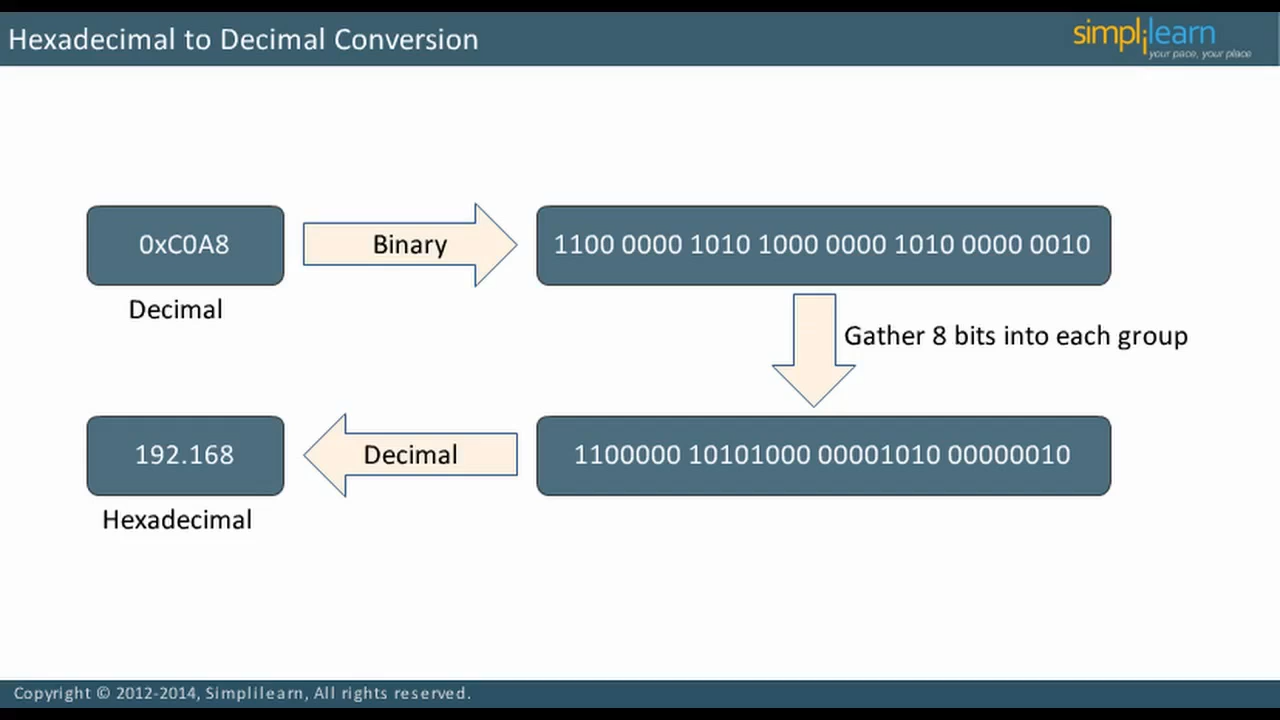 Hexadecimal to Decimal Conversion
simplilearn
your pace, your place
0xC0A8
Binary
1100 0000 1010 1000 0000 1010 0000 0010
Decimal
Gather 8 bits into each group
192.168
Decimal
1100000 10101000 00001010 00000010
Hexadecimal
Copyright © 2012-2014, Simplilearn, All rights reserved.